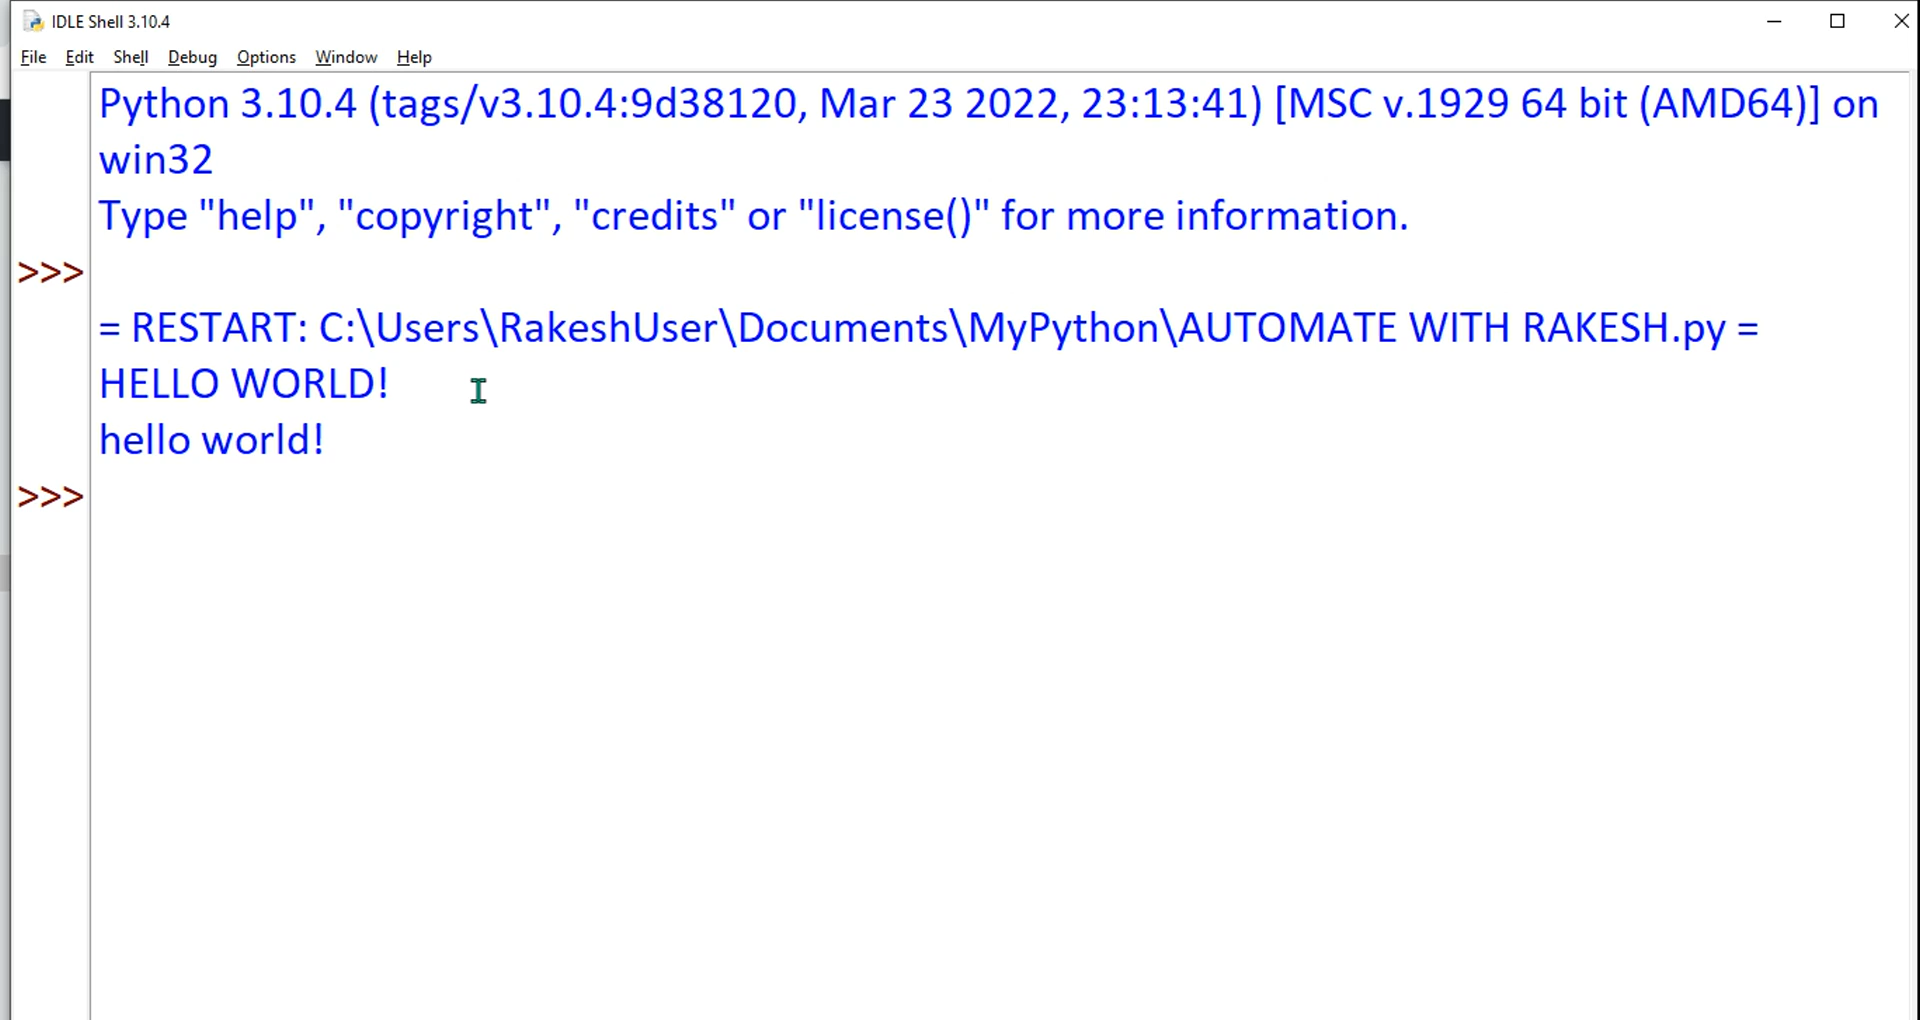 IDLE Shell 3.10.4
File Edit Shell Debug Options Window Help
Python 3.10.4 (tags/v3.10.4:9d38120, Mar 23 2022, 23:13:41) [MSC v.1929 64 bit (AMD64)] on
win32
Type "help", "copyright", "credits" or "license()" for more information.
>>>
= RESTART: C:\Users\RakeshUser\Documents\MyPython\AUTOMATE WITH RAKESH.py =
HELLO WORLD!
hello world!
>>>